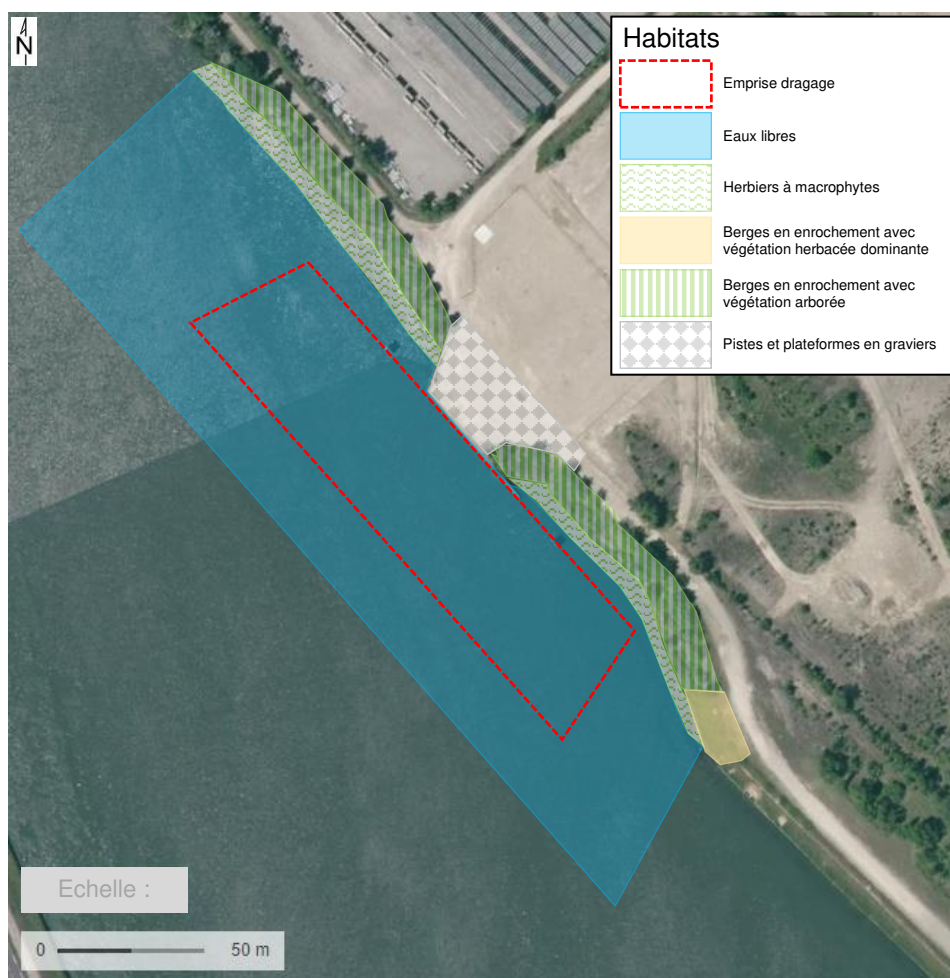 N
Habitats
Emprise dragage
Eaux libres
Herbiers à macrophytes
Berges en enrochement avec
végétation herbacée dominante
Berges en enrochement avec
végétation arborée
Pistes et plateformes en graviers
Echelle :
0 50 m